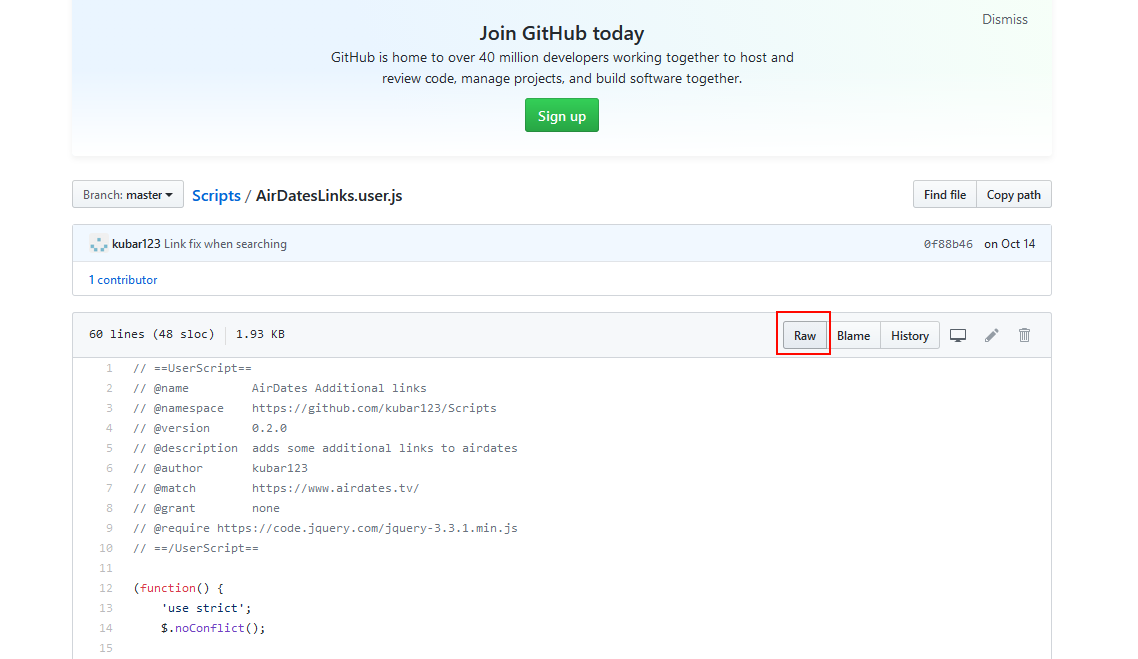 Dismiss
Join GitHub today
GitHub is home to over 40 million developers working together to host and
review code, manage projects, and build software together.
Sign up
Branch: master
Scripts / AirDatesLinks.user.js
Find file
Copy path
kubar123 Link fix when searching
0f88b46 on Oct 14
1 contributor
60 lines (48 sloc) 1.93 KB
Raw
Blame
History
1 // ==UserScript==
2 // @name AirDates Additional links
3 // @namespace https://github.com/kubar123/Scripts
4 // @version 0.2.0
5 // @description adds some additional links to airdates
6 // @author kubar123
7 // @match https://www.airdates.tv/
8 // @grant none
9 // @require https://code.jquery.com/jquery-3.3.1.min.js
10 // ==/UserScript==
11
12 (function() {
13 'use strict';
14 $.noConflict();
15